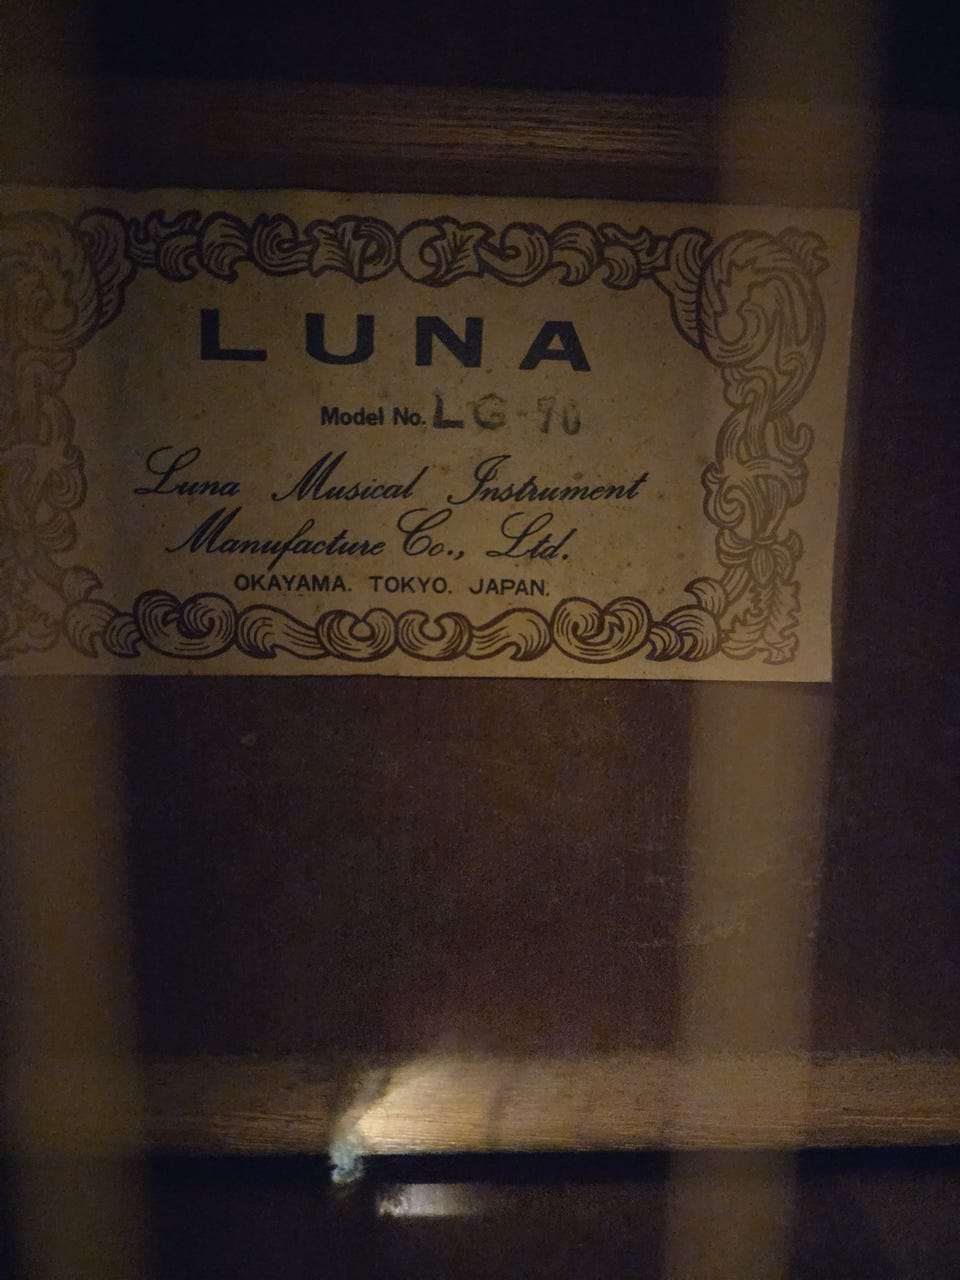 LUNA
Model No. LG-70
Luna Musical Instrument
Manufacture Co., Ltd.
OKAYAMA. TOKYO. JAPAN.